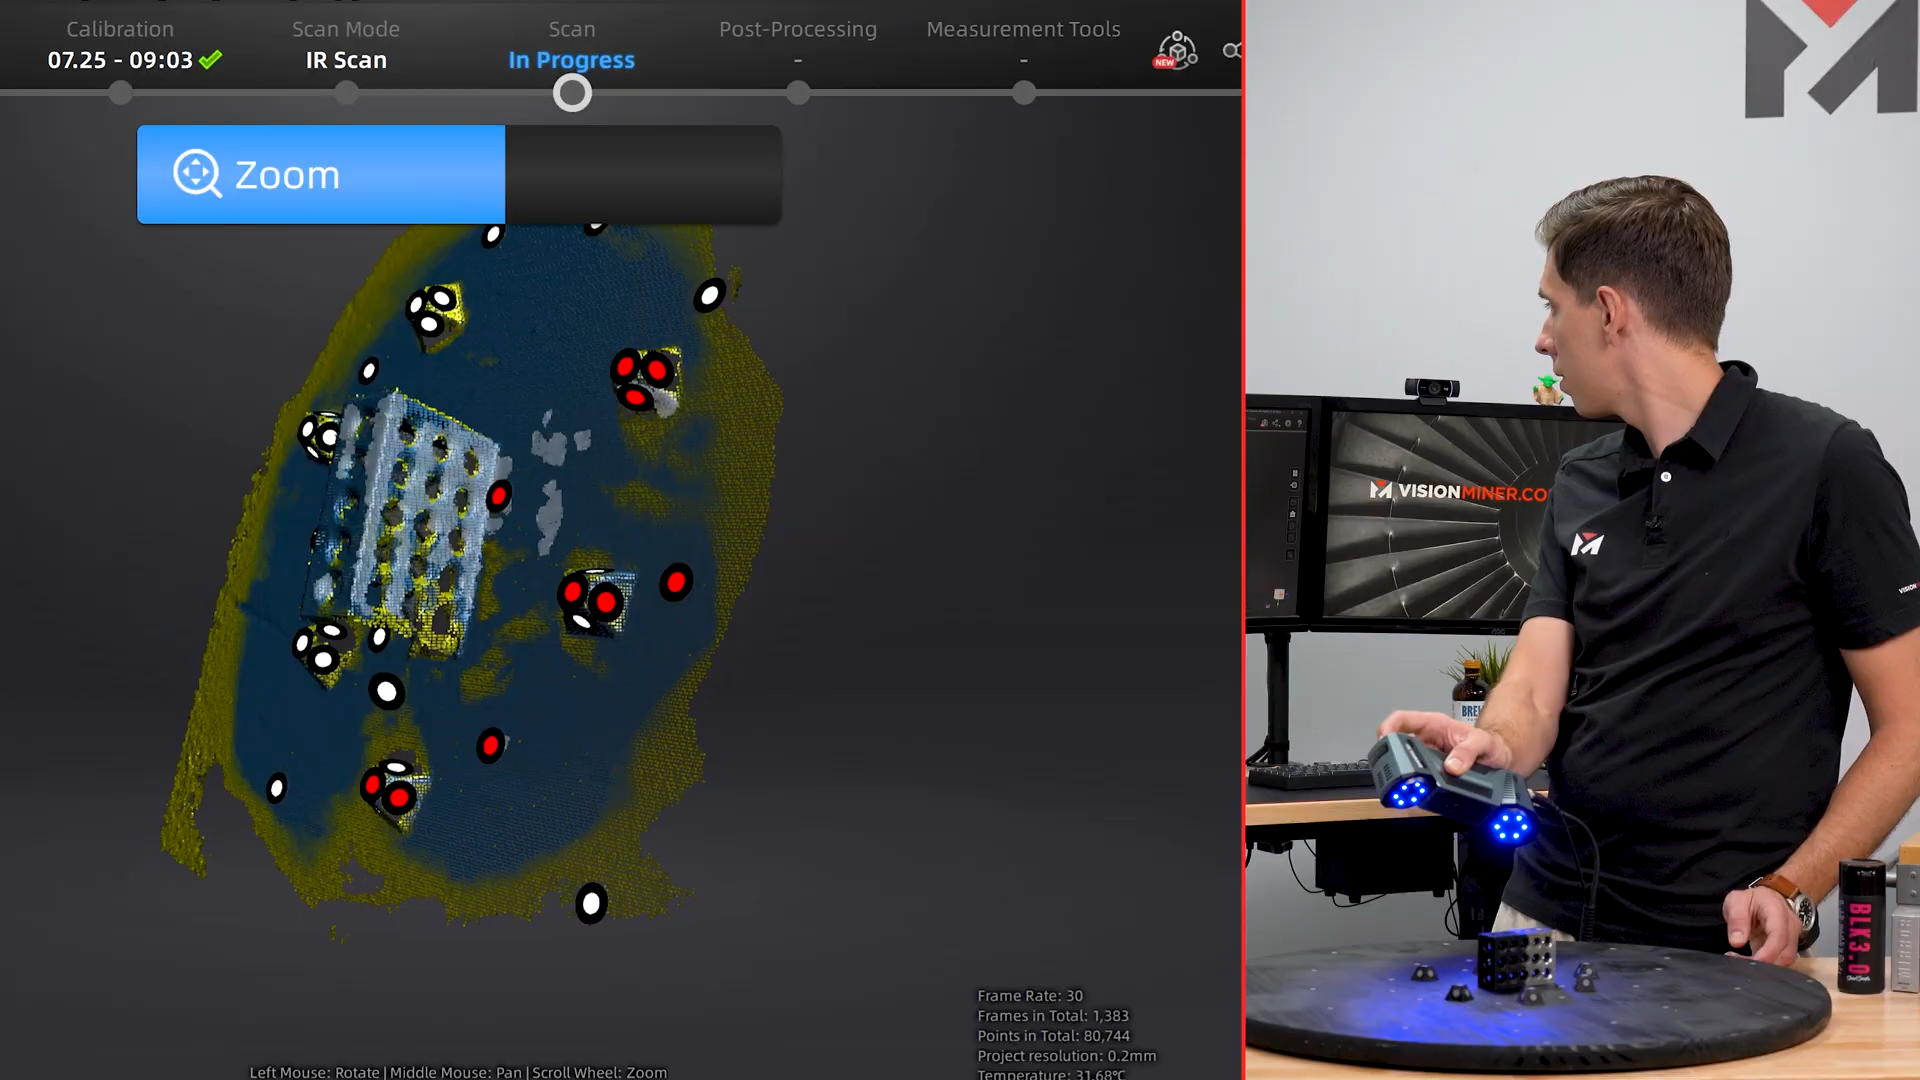 Calibration
07.25 - 09:03
Scan Mode
IR Scan
Scan
In Progress
Post-Processing
-
Measurement Tools
-
NEW
Zoom
VISIONMINER.CO
BREL
BLK3.0
Frame Rate: 30
Frames in Total: 1,383
Points in Total: 80,744
Project resolution: 0.2mm
Temperature: 31.68℃
Left Mouse: Rotate | Middle Mouse: Pan | Scroll Wheel: Zoom